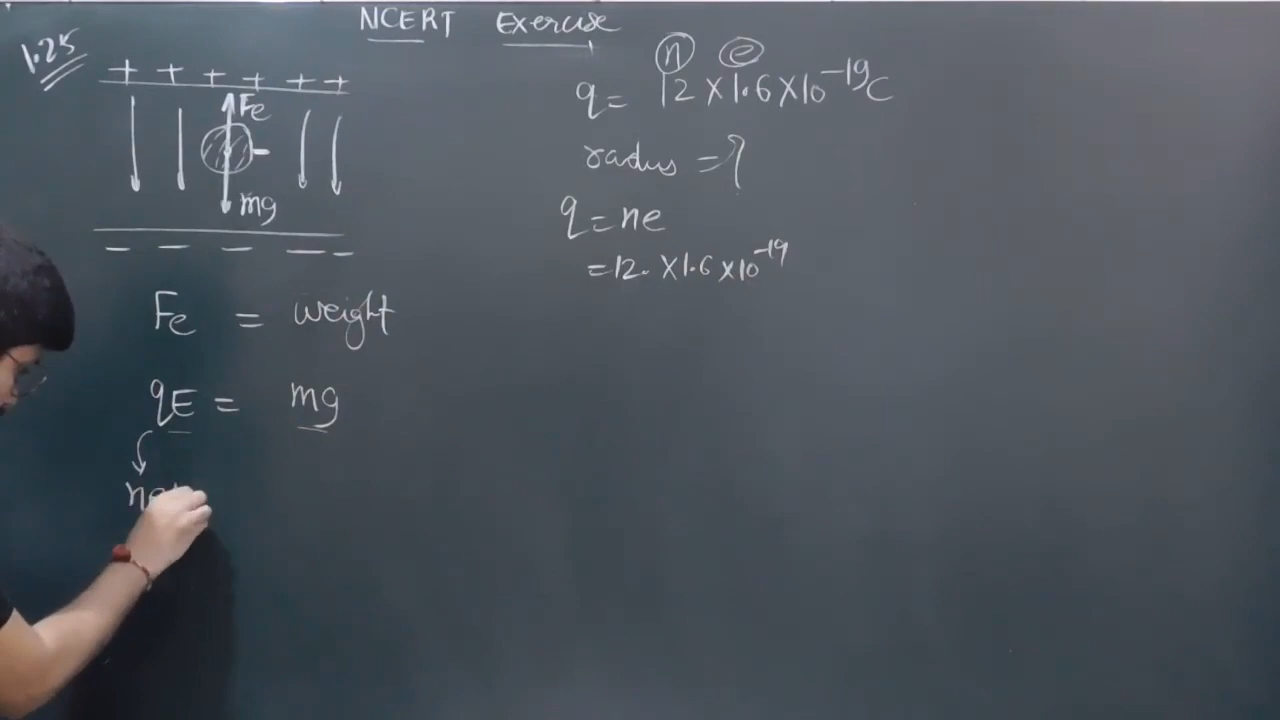 NCERT Exercise
1.25
+ + + + + +
Fe
-
mg
- - - - -
Fe = weight
qE = mg
n e
q = 12 × 1.6 × 10⁻¹⁹ C
radius = ?
q = ne
= 12. × 1.6 × 10⁻¹⁹